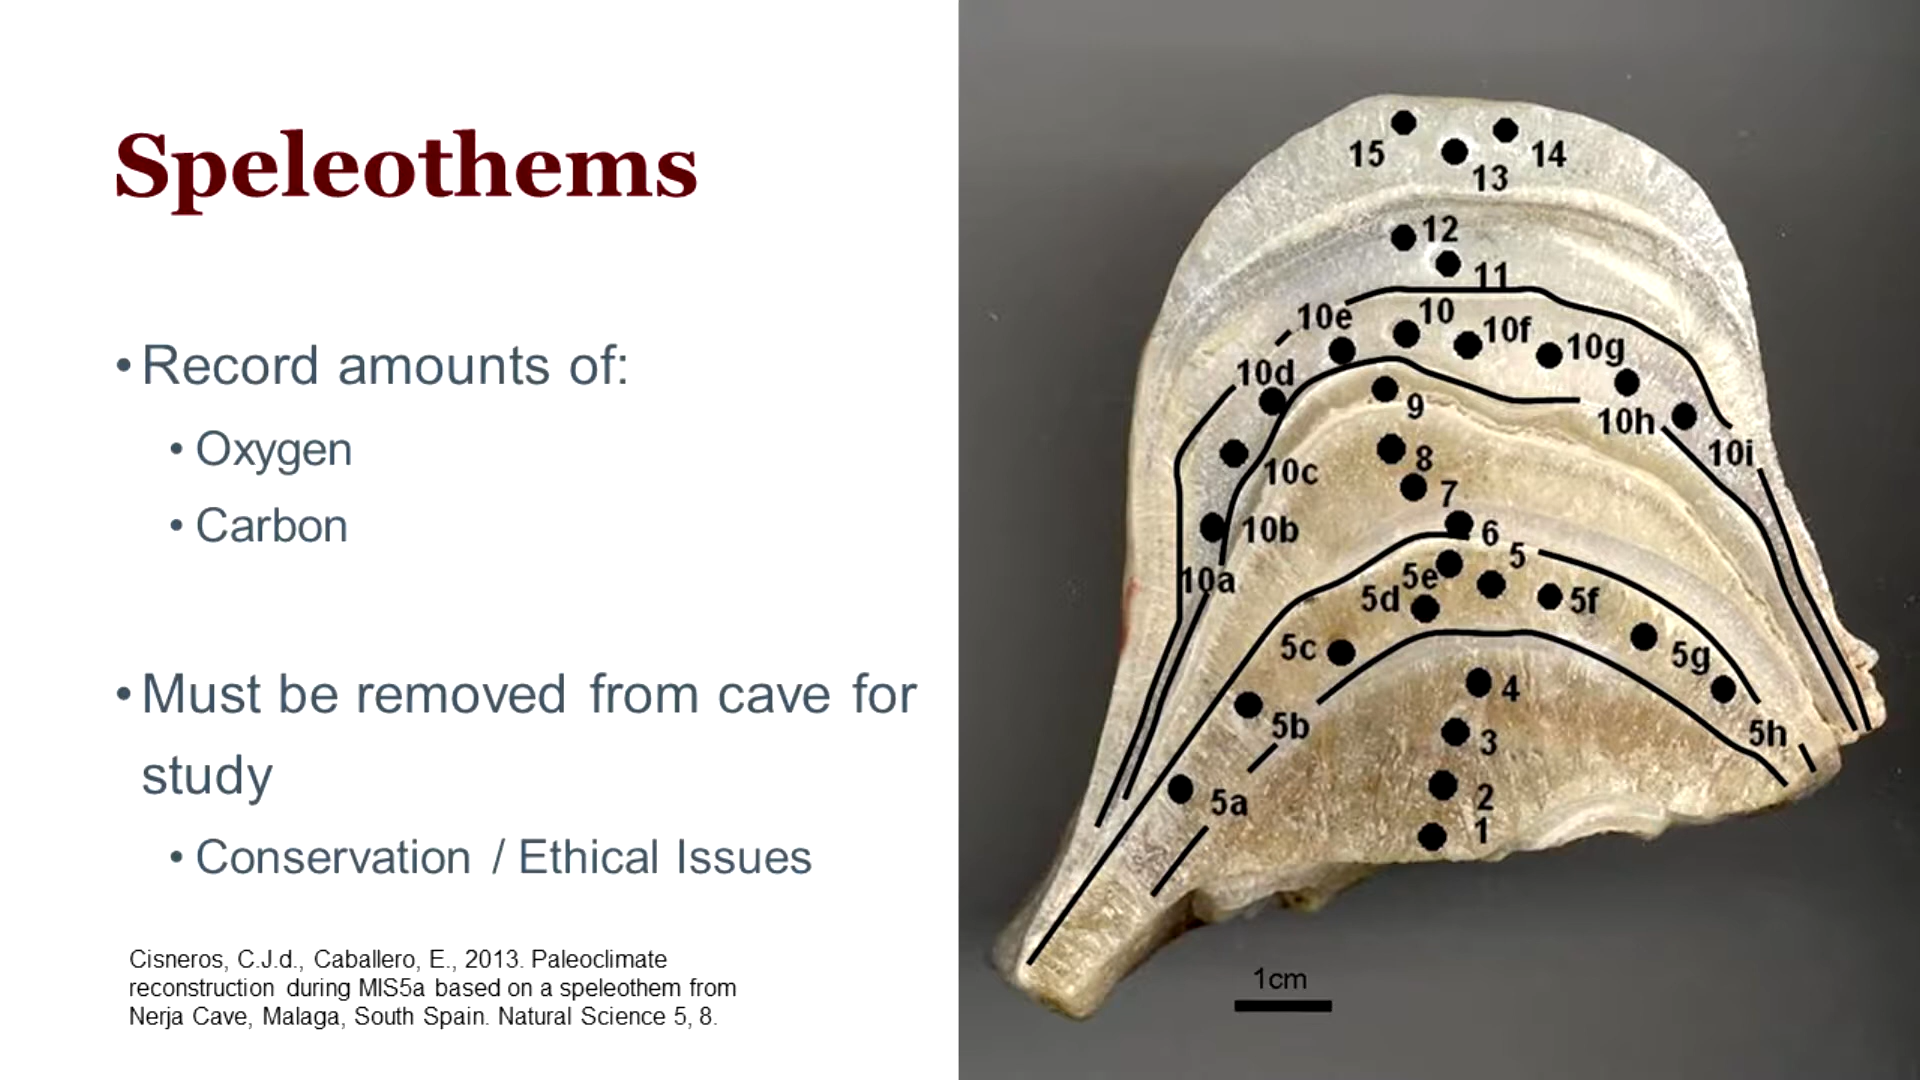 Speleothems
• Record amounts of:
• Oxygen
• Carbon
• Must be removed from cave for
study
• Conservation / Ethical Issues
Cisneros, C.J.d., Caballero, E., 2013. Paleoclimate
reconstruction during MIS5a based on a speleothem from
Nerja Cave, Malaga, South Spain. Natural Science 5, 8.
15
14
13
12
11
10e
10
10f
10g
10d
9
10h
10i
8
10c
7
10b
6
5
10a
5e
5d
5f
5c
5g
4
5b
5h
3
5a
2
1
1cm